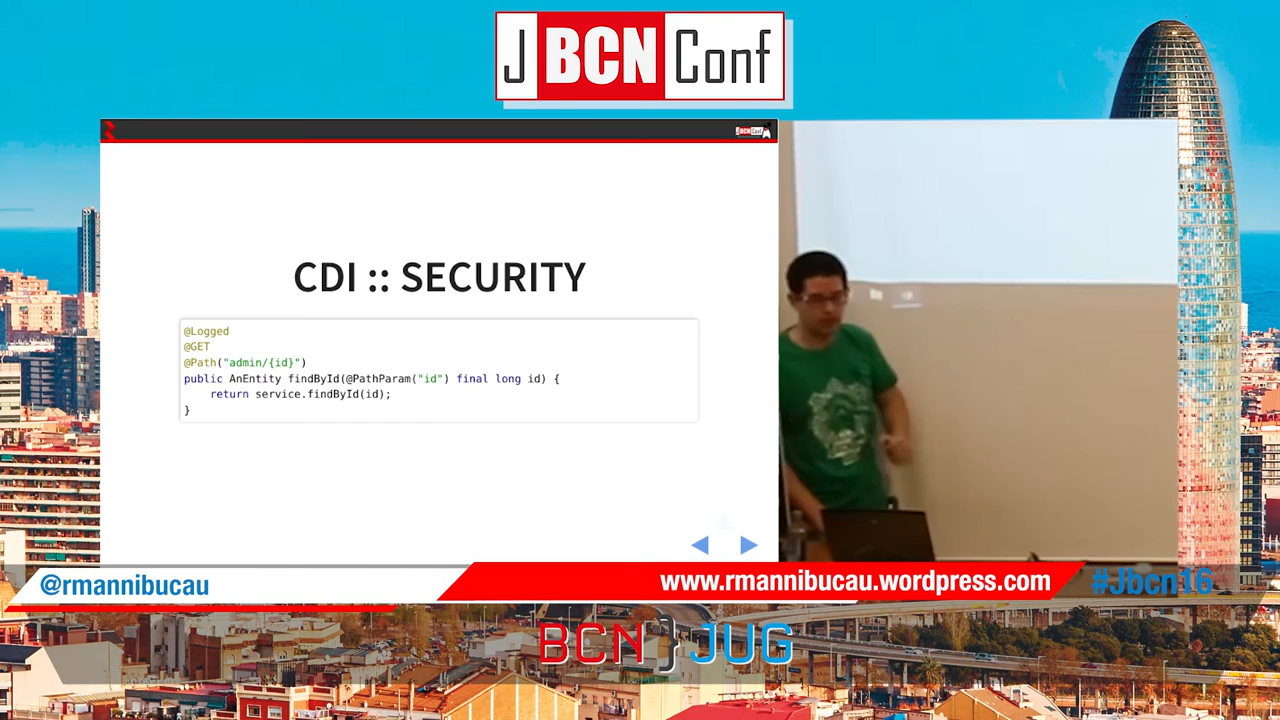 J BCN Conf
JBCNConf
CDI :: SECURITY
@Logged
@GET
@Path("admin/{id}")
public AnEntity findById(@PathParam("id") final long id) {
return service.findById(id);
}
@rmannibucau
www.rmannibucau.wordpress.com
#Jbcn16
BCN}JUG